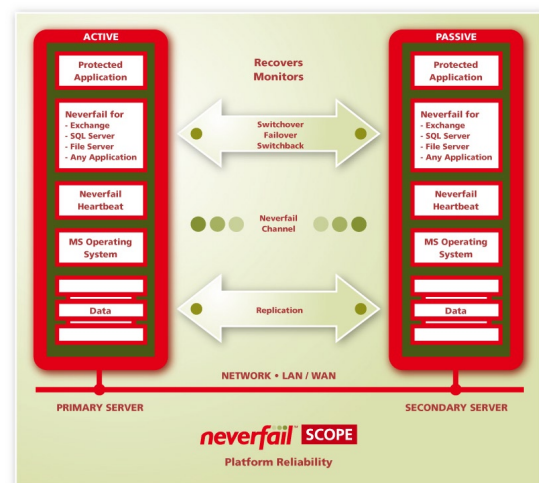 ACTIVE
Protected
Application
Neverfail for
- Exchange
- SQL Server
- File Server
- Any Application
Neverfail
Heartbeat
MS Operating
System
Data
PRIMARY SERVER
Recovers
Monitors
Switchover
Failover
Switchback
Neverfail
Channel
Replication
NETWORK • LAN / WAN
PASSIVE
Protected
Application
Neverfail for
- Exchange
- SQL Server
- File Server
- Any Application
Neverfail
Heartbeat
MS Operating
System
Data
SECONDARY SERVER
neverfail™ SCOPE
Platform Reliability